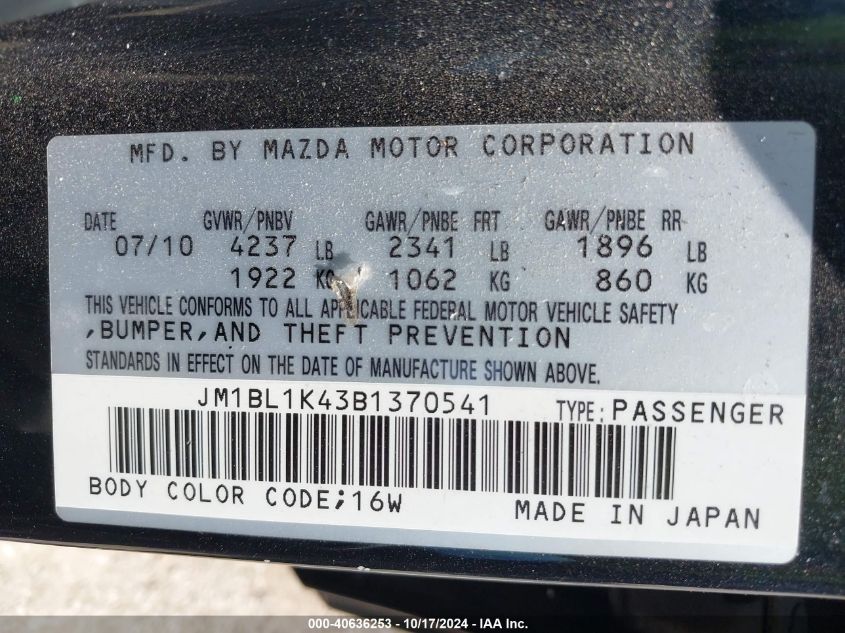 MFD. BY MAZDA MOTOR CORPORATION
DATE GVWR/PNBV GAWR/PNBE FRT GAWR/PNBE RR
07/10 4237 LB 2341 LB 1896 LB
1922 KG 1062 KG 860 KG
THIS VEHICLE CONFORMS TO ALL APPLICABLE FEDERAL MOTOR VEHICLE SAFETY
,BUMPER,AND THEFT PREVENTION
STANDARDS IN EFFECT ON THE DATE OF MANUFACTURE SHOWN ABOVE.
JM1BL1K43B1370541 TYPE:PASSENGER
BODY COLOR CODE;16W MADE IN JAPAN
000-40636253 - 10/17/2024 - IAA Inc.